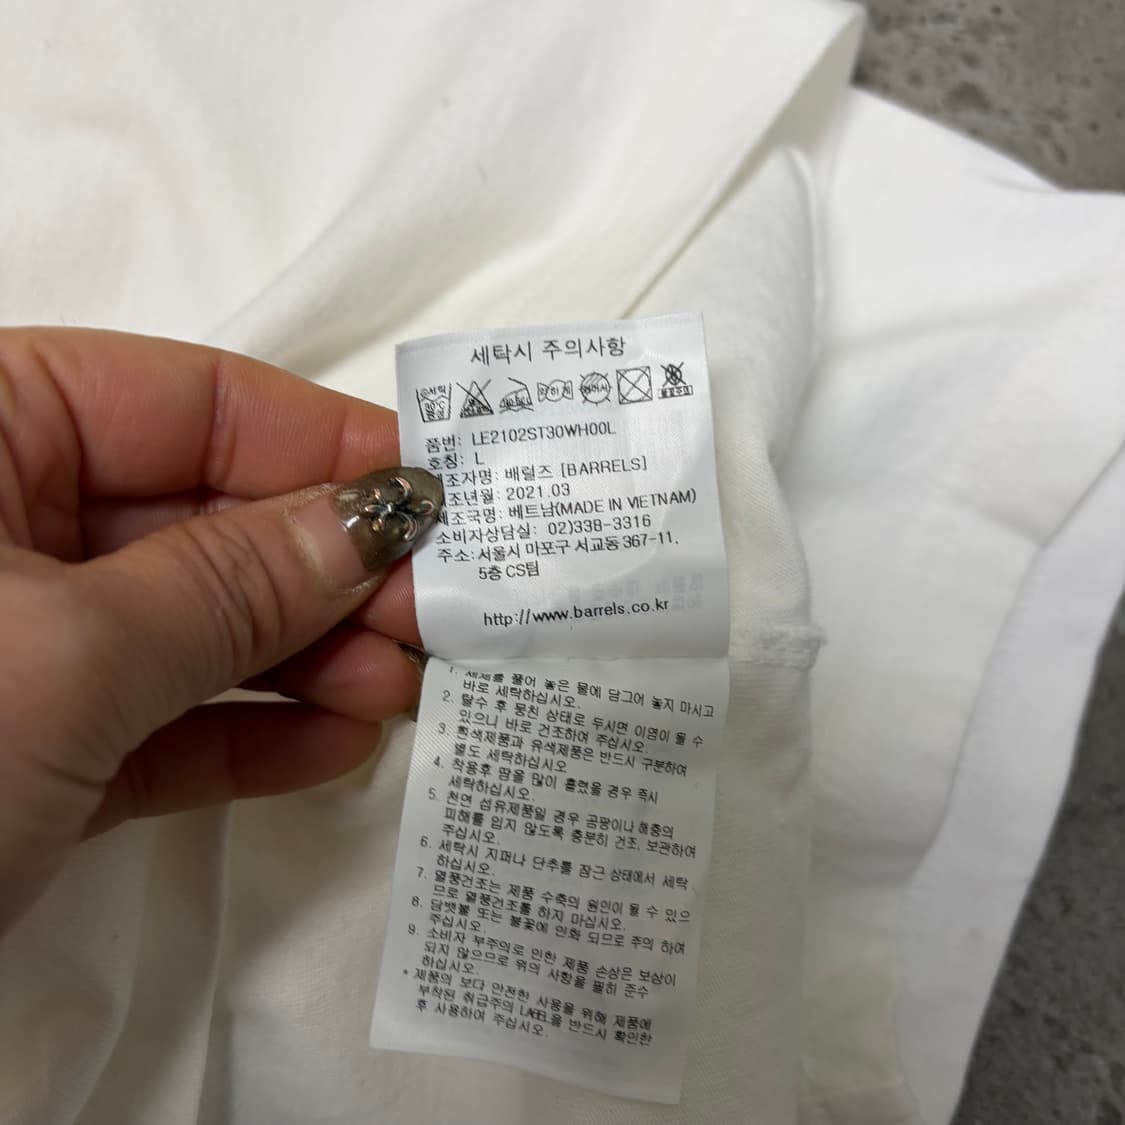 세탁시 주의사항
품번: LE2102ST30WH00L
호칭: L
제조자명: 배럴즈 [BARRELS]
조년월: 2021.03
제조국명: 베트남(MADE IN VIETNAM)
소비자상담실: 02)338-3316
주소:서울시 마포구 서교동 367-11,
5층 CS팀
http://www.barrels.co.kr
1. 세제를 풀어 놓은 물에 담그어 놓지 마시고
바로 세탁하십시오.
2. 탈수 후 뭉친 상태로 두시면 이염이 될 수
있으니 바로 건조하여 주십시오.
3. 흰색제품과 유색제품은 반드시 구분하여
별도 세탁하십시오
4. 착용후 땀을 많이 흘렸을 경우 즉시
세탁하십시오.
5. 천연 섬유제품일 경우 곰팡이나 해충의
피해를 입지 않도록 충분히 건조, 보관하여
주십시오.
6. 세탁시 지퍼나 단추를 잠근 상태에서 세탁
하십시오.
7. 열풍건조는 제품 수축의 원인이 될 수 있으
므로 열풍건조를 하지 마십시오.
8. 담뱃불 또는 불꽃에 인화 되므로 주의 하여
주십시오.
9. 소비자 부주의로 인한 제품 손상은 보상이
되지 않으므로 위의 사항을 필히 준수
하십시오.
* 제품의 보다 안전한 사용을 위해 제품에
부착된 취급주의 LABEL을 반드시 확인한
후 사용하여 주십시오.